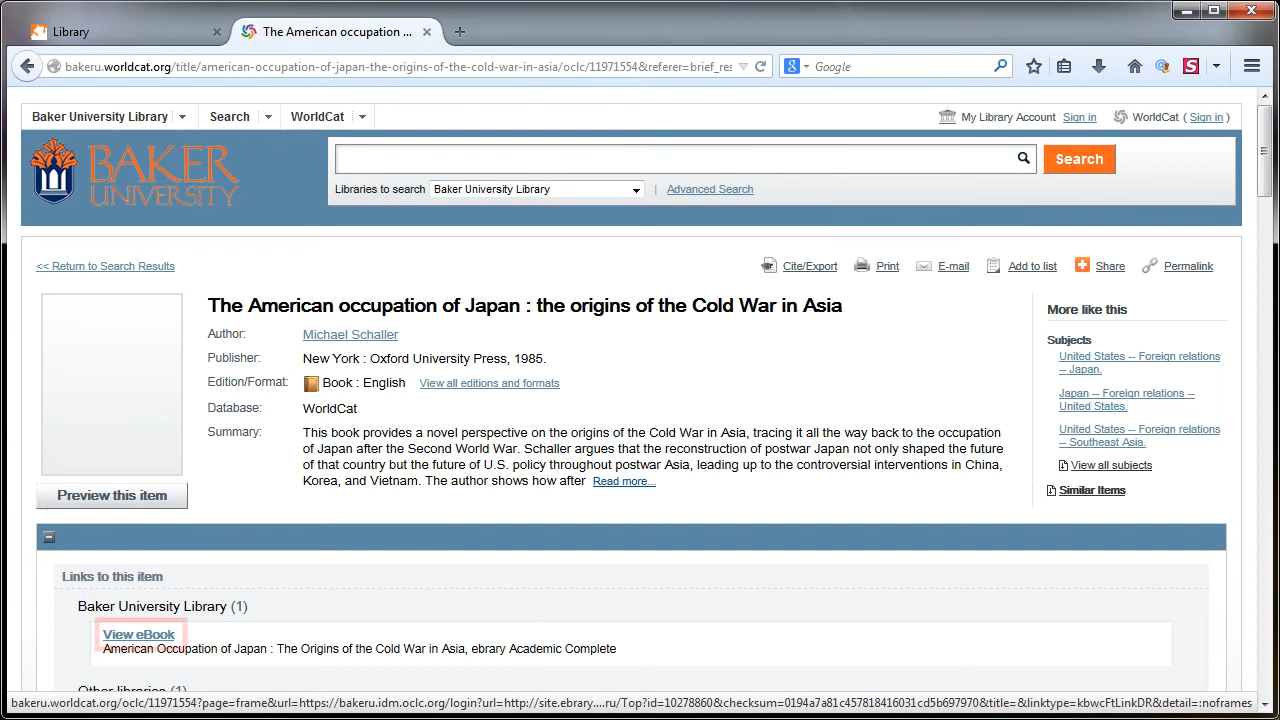 Library
The American occupation ...
bakeru.worldcat.org/title/american-occupation-of-japan-the-origins-of-the-cold-war-in-asia/oclc/11971554&referer=brief_res
Google
Baker University Library
Search
WorldCat
My Library Account Sign in
WorldCat ( Sign in )
BAKER
UNIVERSITY
Search
Libraries to search Baker University Library | Advanced Search
<< Return to Search Results
Cite/Export
Print
E-mail
Add to list
Share
Permalink
The American occupation of Japan : the origins of the Cold War in Asia
Author: Michael Schaller
Publisher: New York : Oxford University Press, 1985.
Edition/Format: Book : English View all editions and formats
Database: WorldCat
Summary: This book provides a novel perspective on the origins of the Cold War in Asia, tracing it all the way back to the occupation
of Japan after the Second World War. Schaller argues that the reconstruction of postwar Japan not only shaped the future
of that country but the future of U.S. policy throughout postwar Asia, leading up to the controversial interventions in China,
Korea, and Vietnam. The author shows how after Read more...
Preview this item
More like this
Subjects
United States -- Foreign relations
-- Japan.
Japan -- Foreign relations --
United States.
United States -- Foreign relations
-- Southeast Asia.
View all subjects
Similar Items
Links to this item
Baker University Library (1)
View eBook
American Occupation of Japan : The Origins of the Cold War in Asia, ebrary Academic Complete
Other libraries (1)
bakeru.worldcat.org/oclc/11971554?page=frame&url=https://bakeru.idm.oclc.org/login?url=http://site.ebrary....ru/Top?id=10278860&checksum=0194a7a81c457818416031cd5b697970&title=&linktype=kbwcFtLinkDR&detail=:noframes